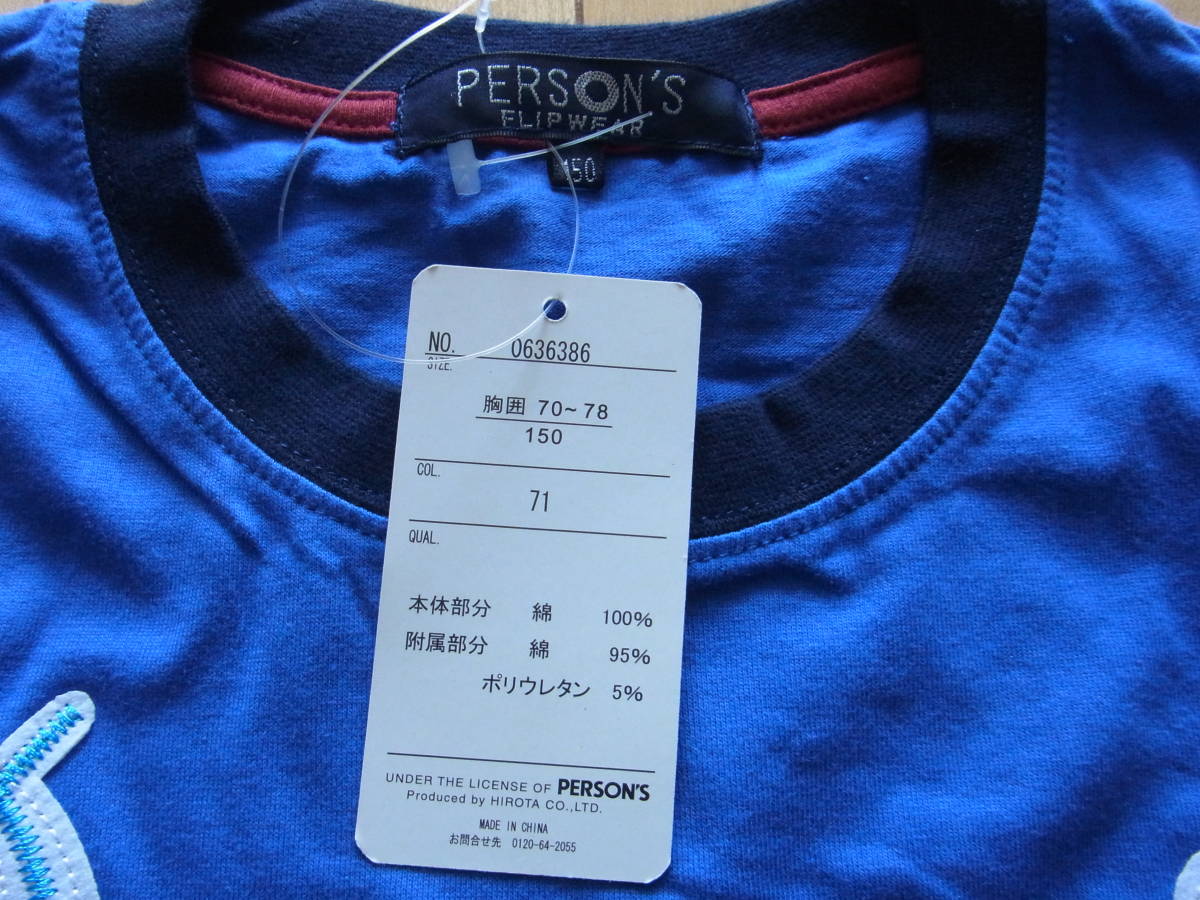 PERSON'S
FLIPWEAR
150
NO. 0636386
SIZE.
胸囲 70~78
150
COL.
71
QUAL.
本体部分 綿 100%
附属部分 綿 95%
ポリウレタン 5%
UNDER THE LICENSE OF PERSON'S
Produced by HIROTA CO.,LTD.
MADE IN CHINA
お問合せ先 0120-64-2055